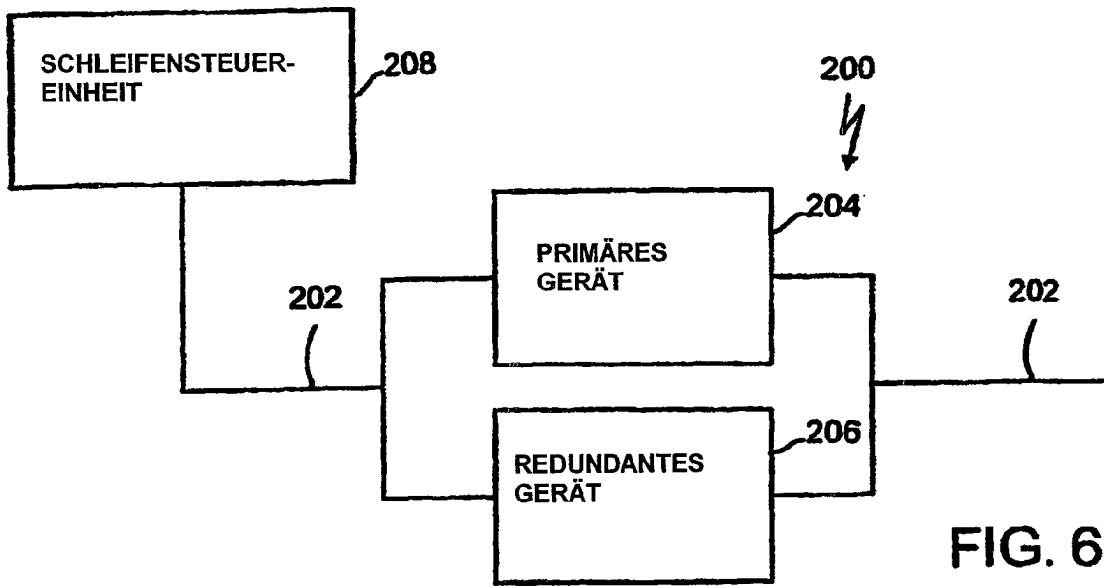 SCHLEIFENSTEUER-
EINHEIT
208
200
204
PRIMÄRES
GERÄT
202
202
206
REDUNDANTES
GERÄT
FIG. 6